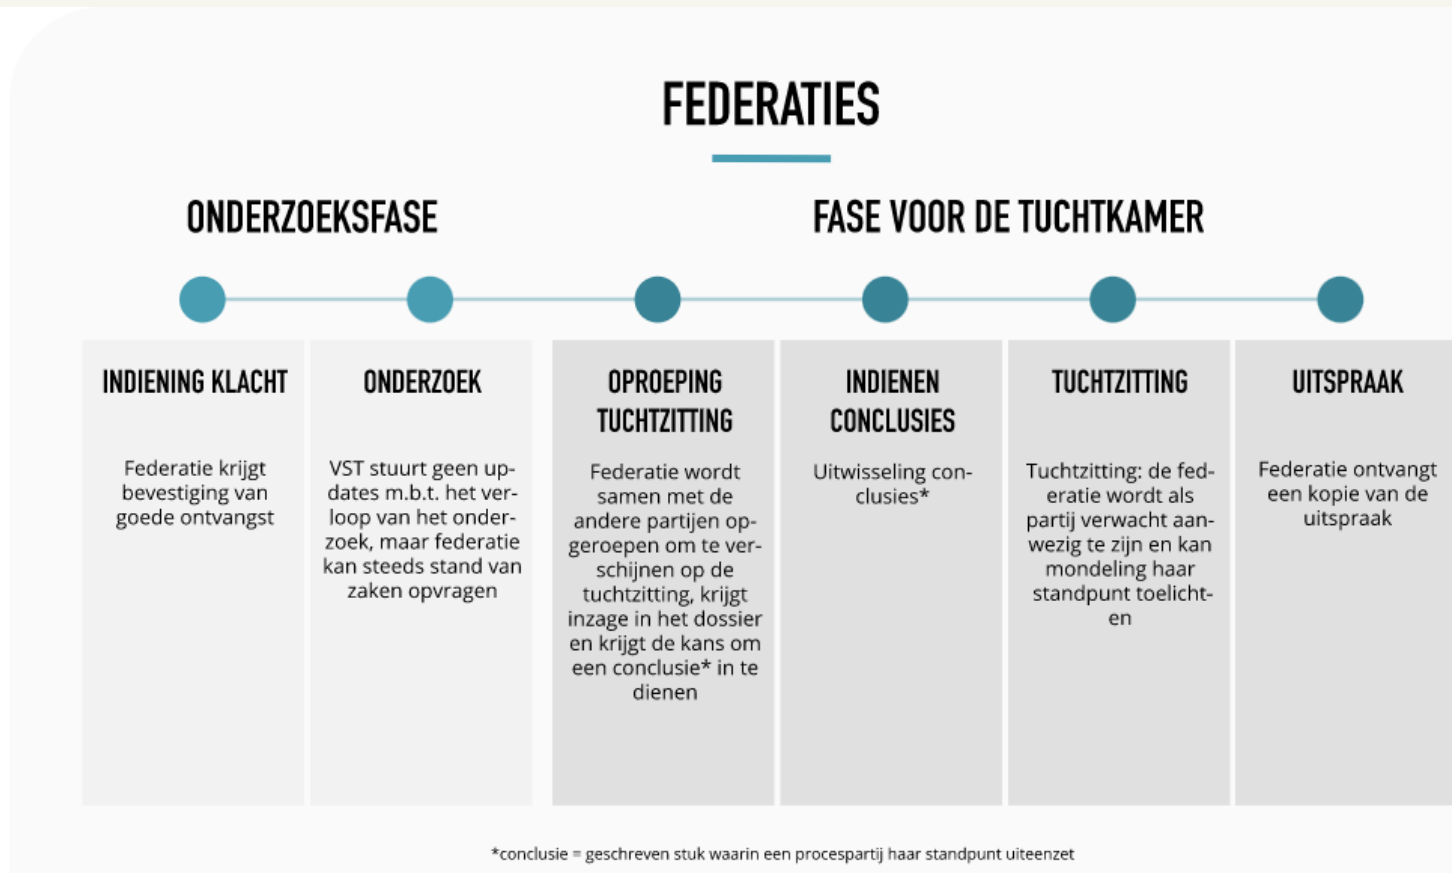 FEDERATIES
ONDERZOEKSFASE
FASE VOOR DE TUCHTKAMER
INDIENING KLACHT
Federatie krijgt
bevestiging van
goede ontvangst
ONDERZOEK
VST stuurt geen up-
dates m.b.t. het ver-
loop van het onder-
zoek, maar federatie
kan steeds stand van
zaken opvragen
OPROEPING
TUCHTZITTING
Federatie wordt
samen met de
andere partijen op-
geroepen om te ver-
schijnen op de
tuchtzitting, krijgt
inzage in het dossier
en krijgt de kans om
een conclusie* in te
dienen
INDIENEN
CONCLUSIES
Uitwisseling con-
clusies*
TUCHTZITTING
Tuchtzitting: de fed-
eratie wordt als
partij verwacht aan-
wezig te zijn en kan
mondeling haar
standpunt toelicht-
en
UITSPRAAK
Federatie ontvangt
een kopie van de
uitspraak
*conclusie = geschreven stuk waarin een procespartij haar standpunt uiteenzet